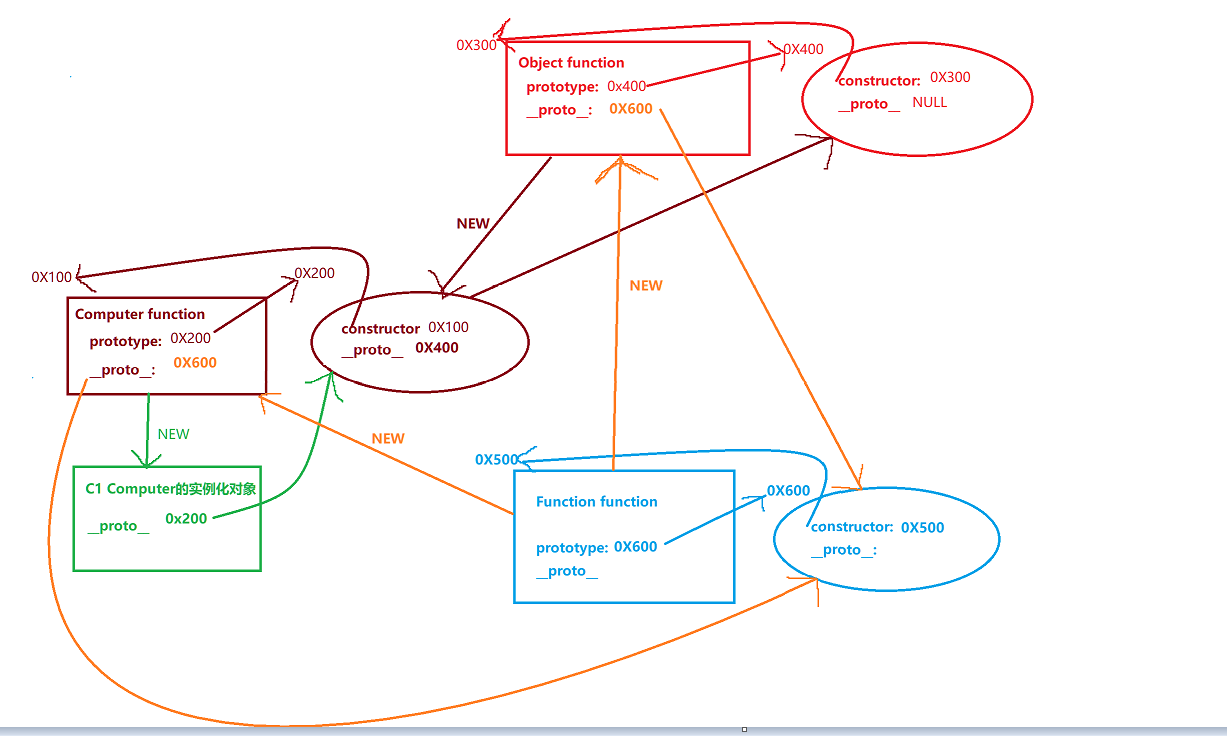 0X300
Object function
prototype: 0x400
__proto__: 0X600
0X400
constructor: 0X300
__proto__ NULL
NEW
NEW
0X100
0X200
Computer function
prototype: 0X200
__proto__: 0X600
constructor 0X100
__proto__ 0X400
NEW
NEW
C1 Computer的实例化对象
__proto__ 0x200
0X500
Function function
prototype: 0X600
__proto__
0X600
constructor: 0X500
__proto__: